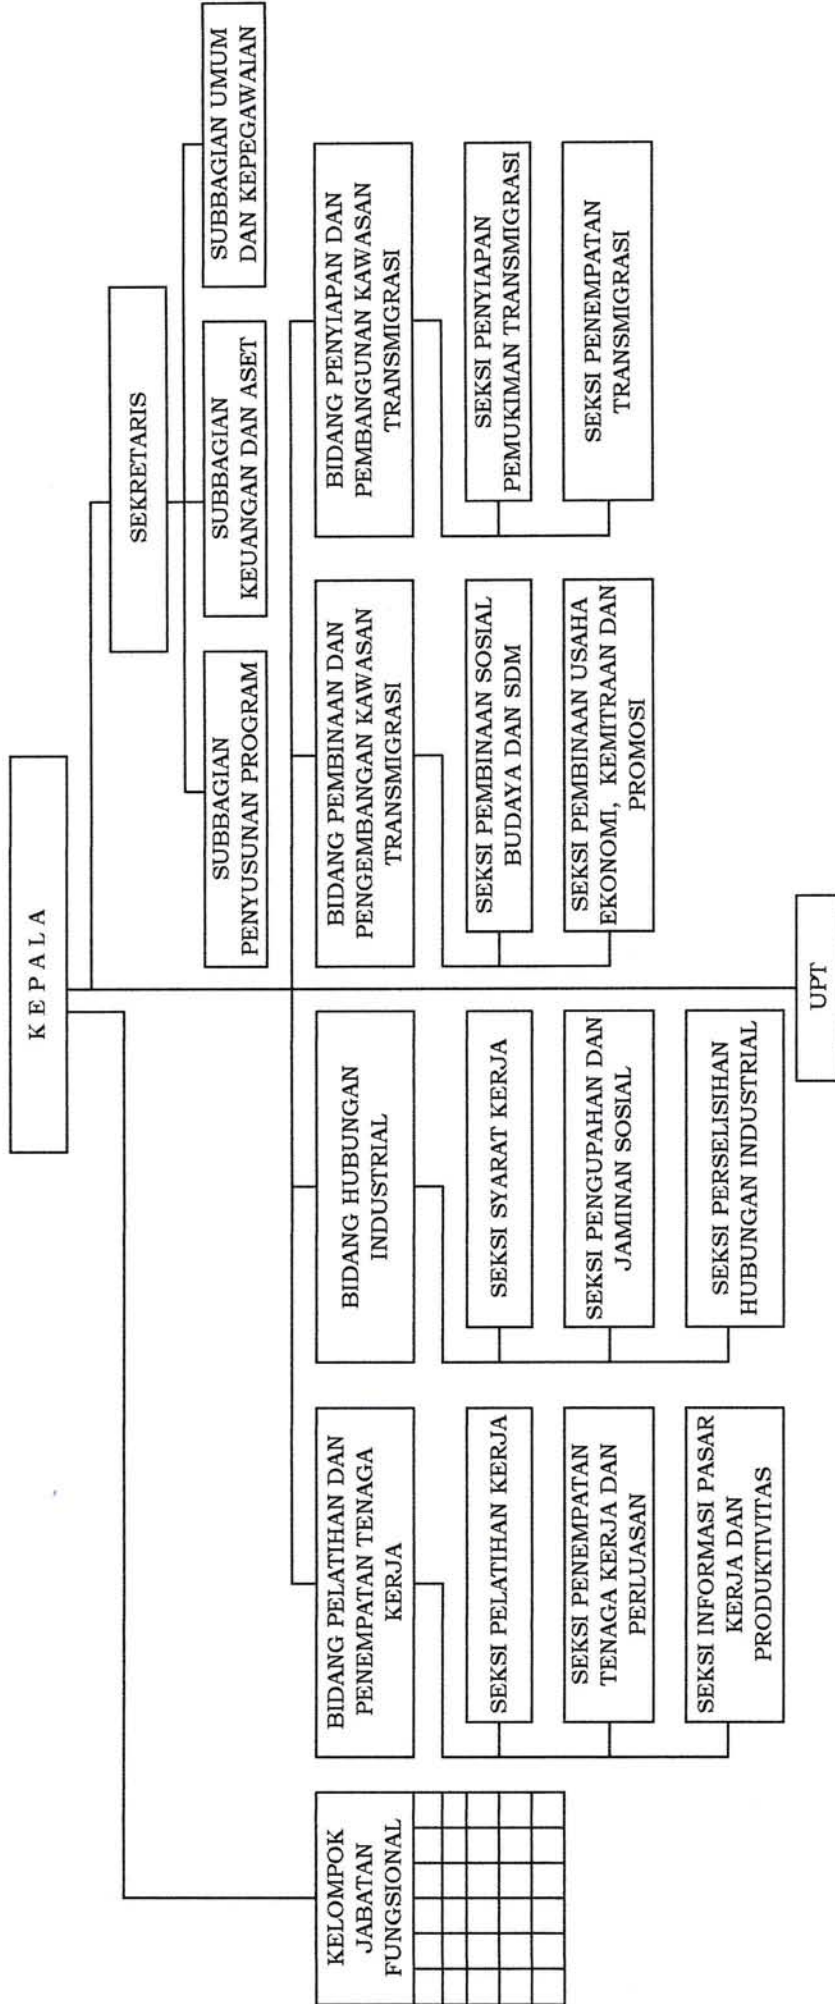 K E P A L A
SEKRETARIS
SUBBAGIAN
PENYUSUNAN PROGRAM
SUBBAGIAN
KEUANGAN DAN ASET
SUBBAGIAN UMUM
DAN KEPEGAWAIAN
KELOMPOK
JABATAN
FUNGSIONAL
BIDANG PELATIHAN DAN
PENEMPATAN TENAGA
KERJA
SEKSI PELATIHAN KERJA
SEKSI PENEMPATAN
TENAGA KERJA DAN
PERLUASAN
SEKSI INFORMASI PASAR
KERJA DAN
PRODUKTIVITAS
BIDANG HUBUNGAN
INDUSTRIAL
SEKSI SYARAT KERJA
SEKSI PENGUPAHAN DAN
JAMINAN SOSIAL
SEKSI PERSELISIHAN
HUBUNGAN INDUSTRIAL
BIDANG PEMBINAAN DAN
PENGEMBANGAN KAWASAN
TRANSMIGRASI
SEKSI PEMBINAAN SOSIAL
BUDAYA DAN SDM
SEKSI PEMBINAAN USAHA
EKONOMI, KEMITRAAN DAN
PROMOSI
BIDANG PENYIAPAN DAN
PEMBANGUNAN KAWASAN
TRANSMIGRASI
SEKSI PENYIAPAN
PEMUKIMAN TRANSMIGRASI
SEKSI PENEMPATAN
TRANSMIGRASI
UPT